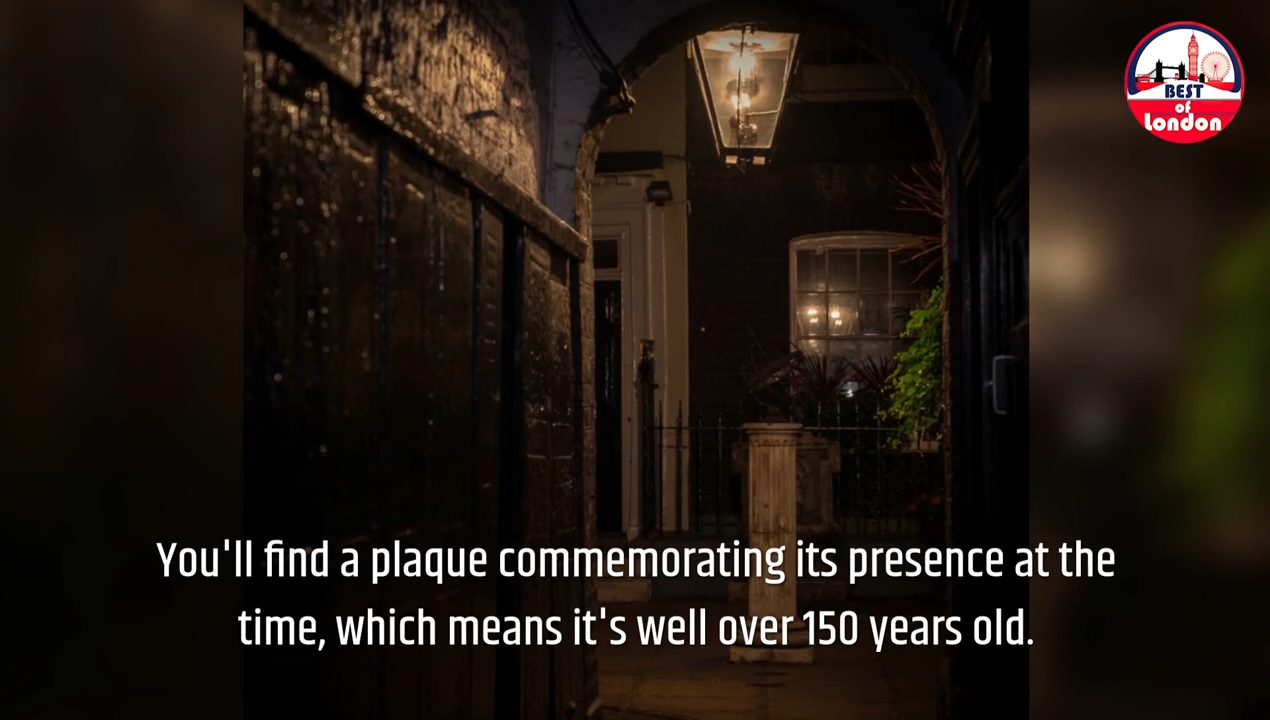 BEST
of
London
You'll find a plaque commemorating its presence at the
time, which means it's well over 150 years old.